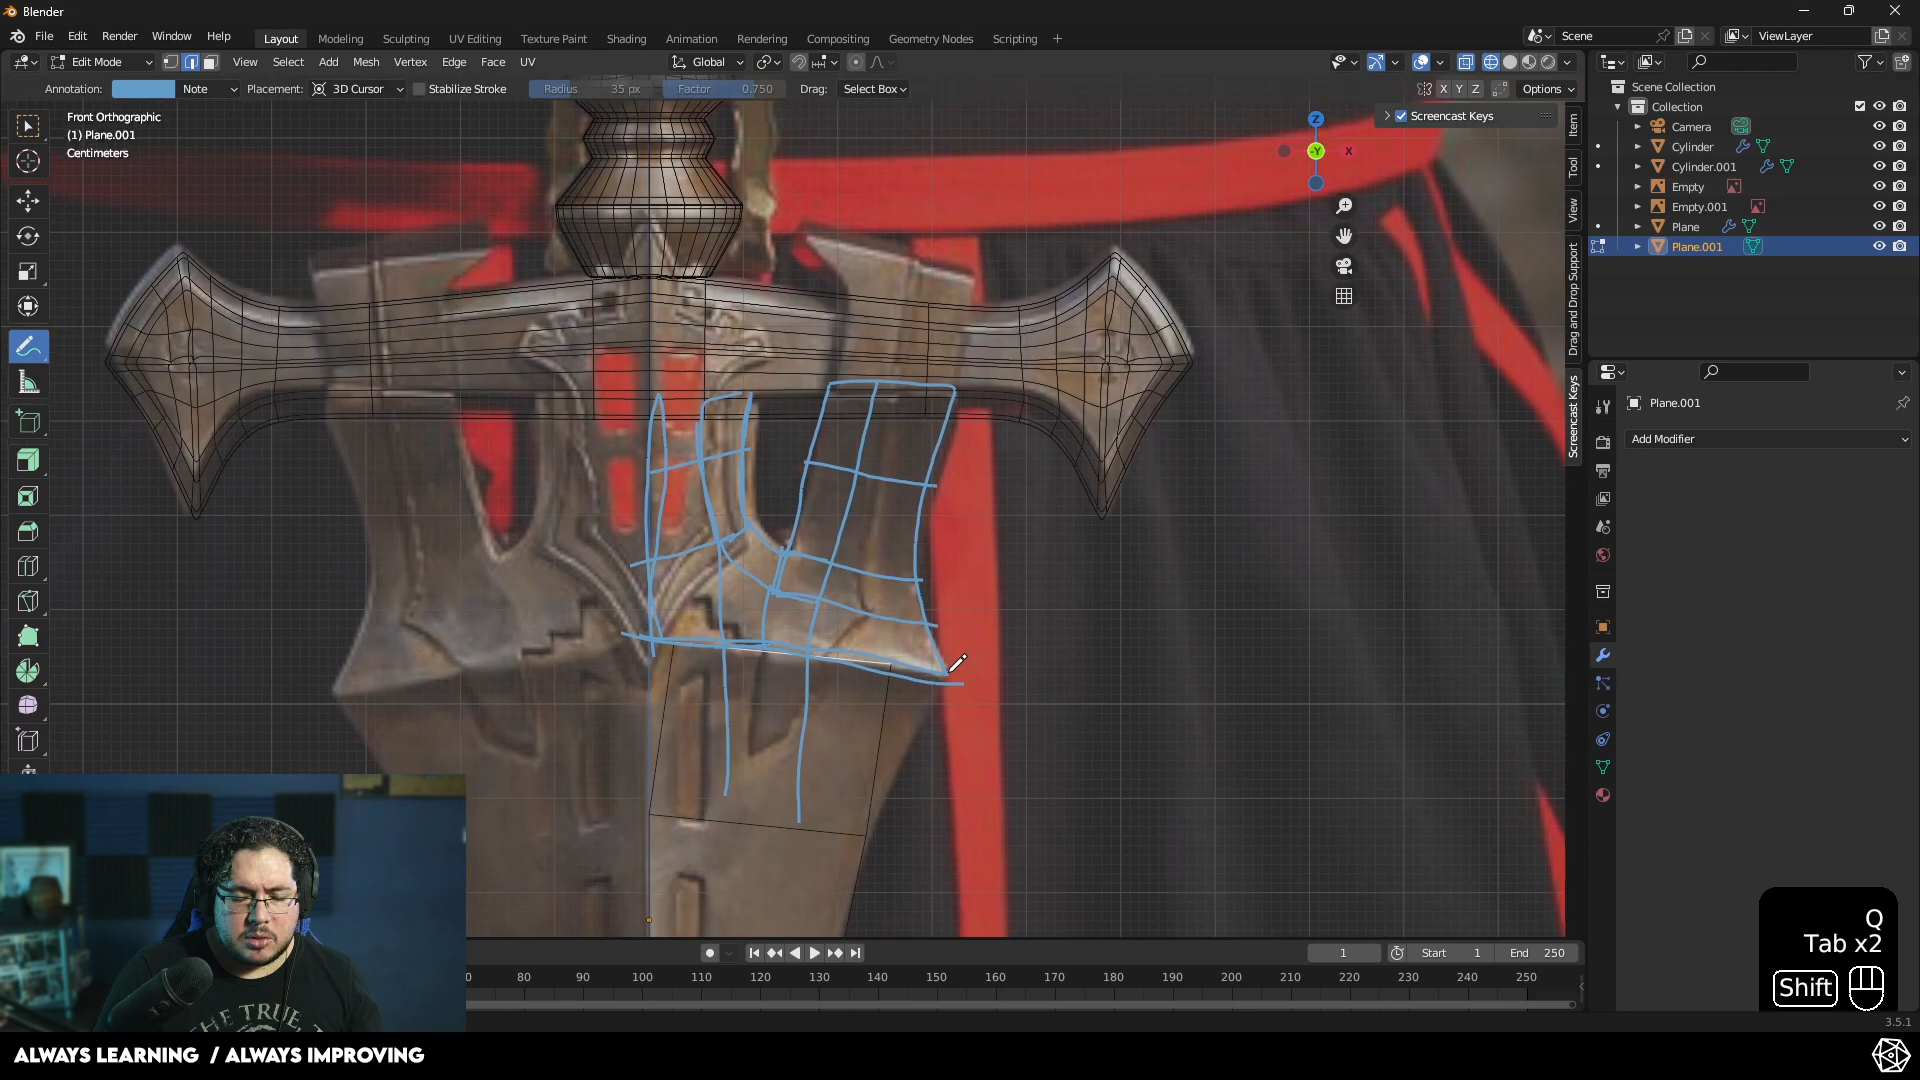 Blender
File Edit Render Window Help
Layout Modeling Sculpting UV Editing Texture Paint Shading Animation Rendering Compositing Geometry Nodes Scripting +
Scene
ViewLayer
Edit Mode View Select Add Mesh Vertex Edge Face UV
Global
Annotation: Note Placement: 3D Cursor Stabilize Stroke Radius 35 px Factor 0.750 Drag: Select Box
X Y Z Options
Front Orthographic
(1) Plane.001
Centimeters
Screencast Keys
Z
-Y
X
Item
Tool
View
Drag and Drop Support
Screencast Keys
Scene Collection
Collection
Camera
Cylinder
Cylinder.001
Empty
Empty.001
Plane
Plane.001
Plane.001
Add Modifier
Q
Tab x2
Shift
1 Start 1 End 250
80 90 100 110 120 130 140 150 160 170 180 190 200 210 220 230 240 250
3.5.1
THE TRUE
ALWAYS LEARNING / ALWAYS IMPROVING